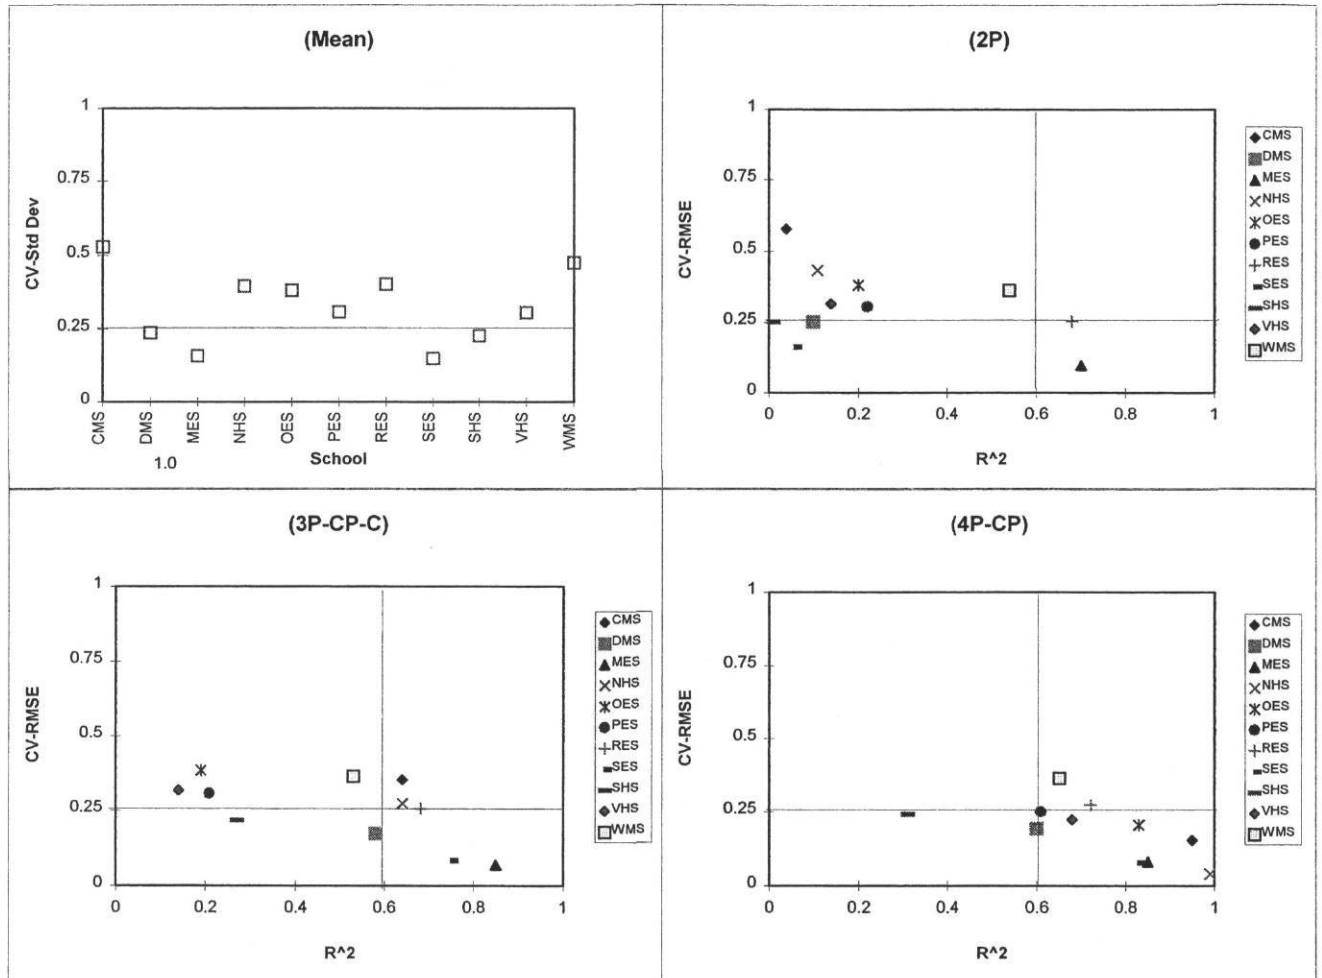 (Mean)
1
0.75
0.5
0.25
0
CV-Std Dev
CMS
DMS
MES
NHS
OES
PES
RES
SES
SHS
VHS
WMS
1.0
School
(2P)
1
0.75
0.5
0.25
0
CV-RMSE
0 0.2 0.4 0.6 0.8 1
R^2
CMS
DMS
MES
NHS
OES
PES
RES
SES
SHS
VHS
WMS
(3P-CP-C)
1
0.75
0.5
0.25
0
CV-RMSE
0 0.2 0.4 0.6 0.8 1
R^2
CMS
DMS
MES
NHS
OES
PES
RES
SES
SHS
VHS
WMS
(4P-CP)
1
0.75
0.5
0.25
0
CV-RMSE
0 0.2 0.4 0.6 0.8 1
R^2
CMS
DMS
MES
NHS
OES
PES
RES
SES
SHS
VHS
WMS